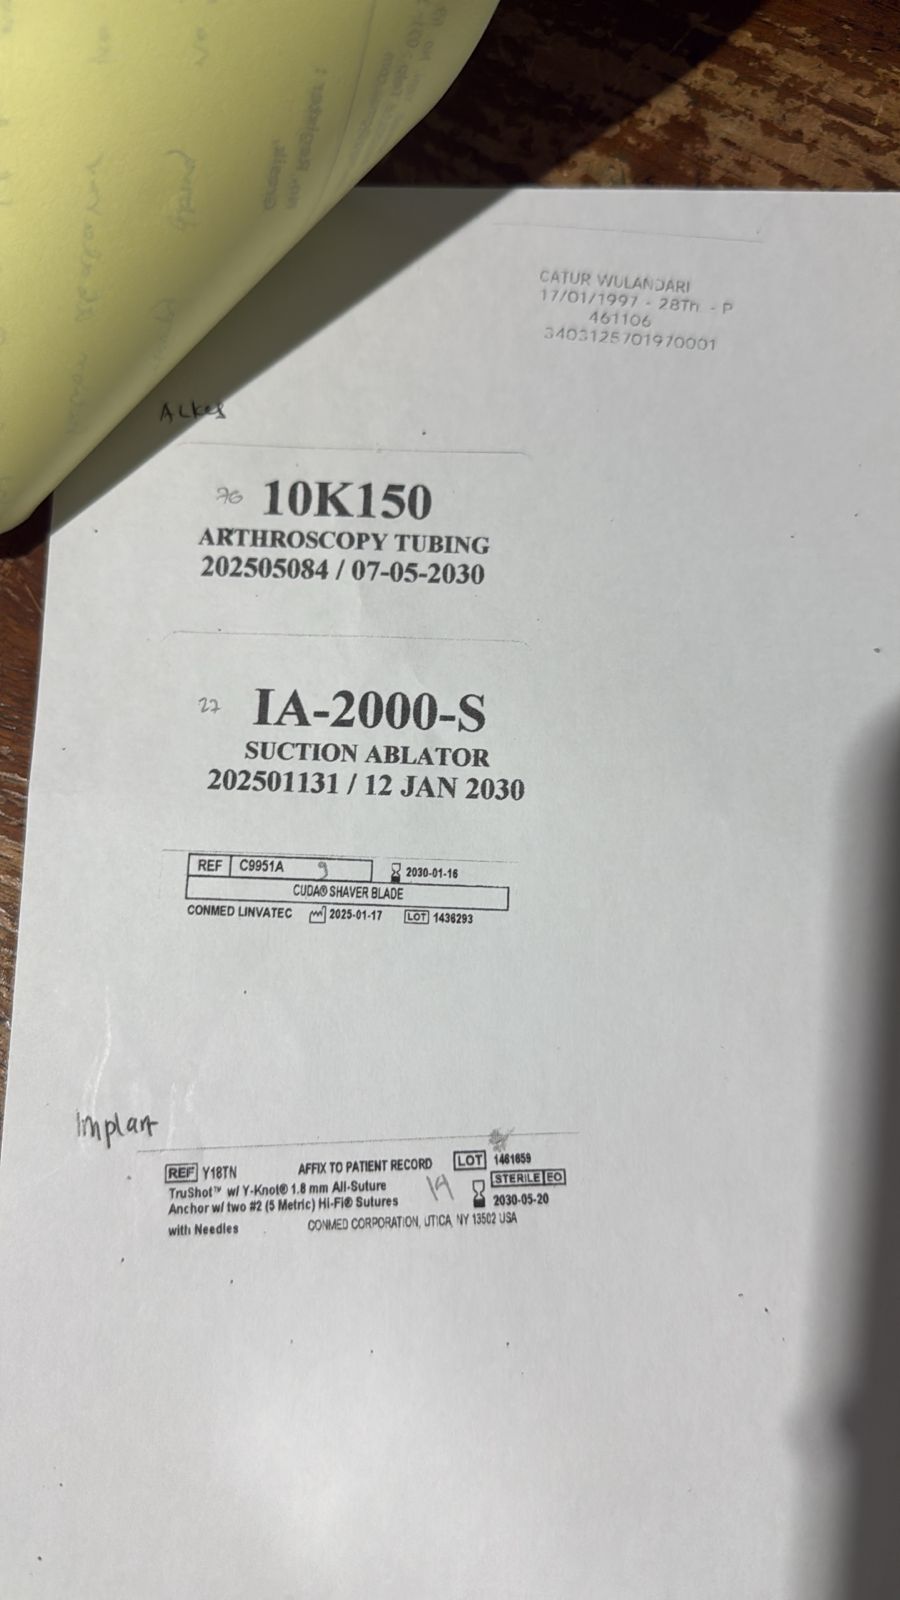 CATUR WULANDARI
17/01/1997 - 28Th - P
461106
3403125701970001
Alkes
10K150
ARTHROSCOPY TUBING
202505084 / 07-05-2030
22 IA-2000-S
SUCTION ABLATOR
202501131 / 12 JAN 2030
REF C9951A 9 2030-01-16
CUDA® SHAVER BLADE
CONMED LINVATEC 2025-01-17 LOT 1436293
Implant
REF Y18TN AFFIX TO PATIENT RECORD LOT 1461659
TruShot™ w/ Y-Knot® 1.8 mm All-Suture STERILE EO
Anchor w/ two #2 (5 Metric) Hi-Fi® Sutures 19 2030-05-20
with Needles CONMED CORPORATION, UTICA, NY 13502 USA